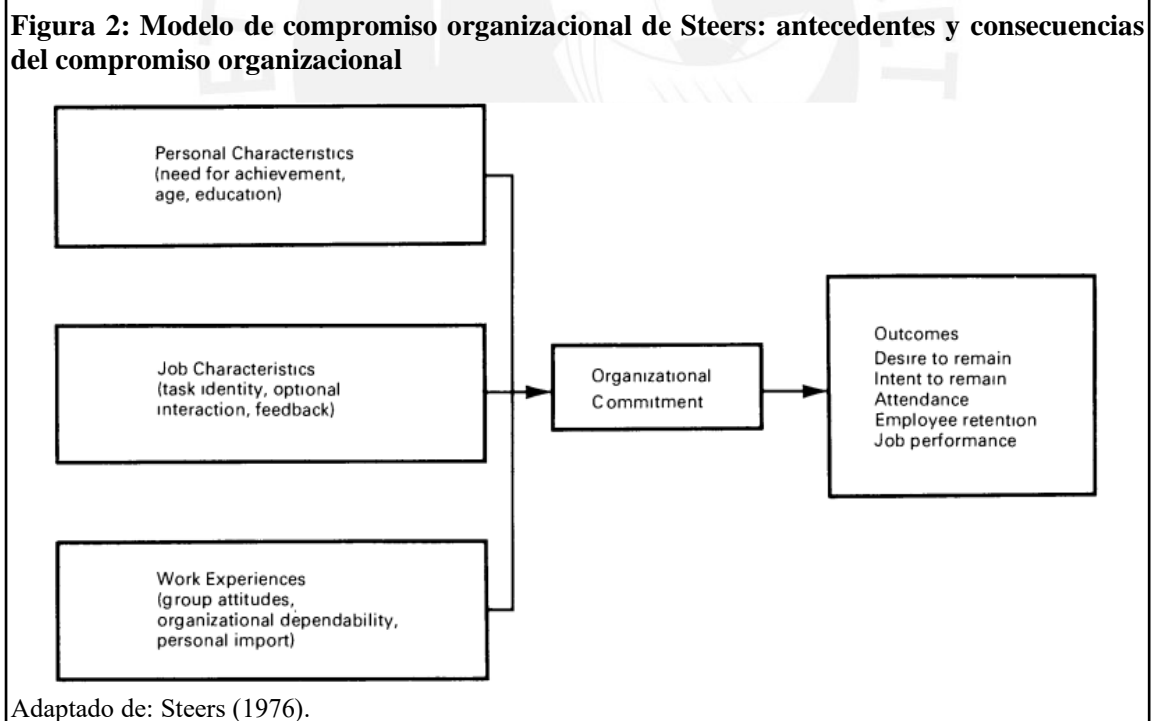 Figura 2: Modelo de compromiso organizacional de Steers: antecedentes y consecuencias
del compromiso organizacional
Personal Characteristics
(need for achievement,
age, education)
Job Characteristics
(task identity, optional
interaction, feedback)
Work Experiences
(group attitudes,
organizational dependability,
personal import)
Organizational
Commitment
Outcomes
Desire to remain
Intent to remain
Attendance
Employee retention
Job performance
Adaptado de: Steers (1976).